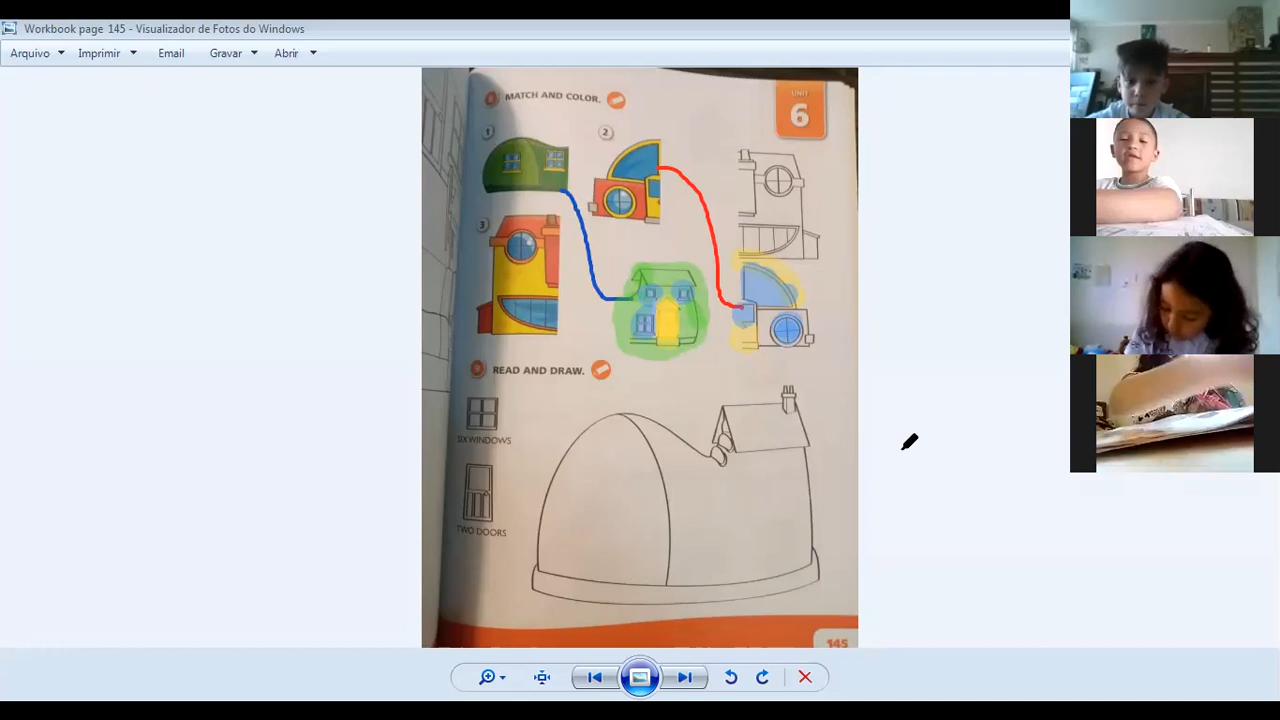 Workbook page 145 - Visualizador de Fotos do Windows
Arquivo Imprimir Email Gravar Abrir
MATCH AND COLOR.
UNIT
6
1
2
3
READ AND DRAW.
SIX WINDOWS
TWO DOORS
145